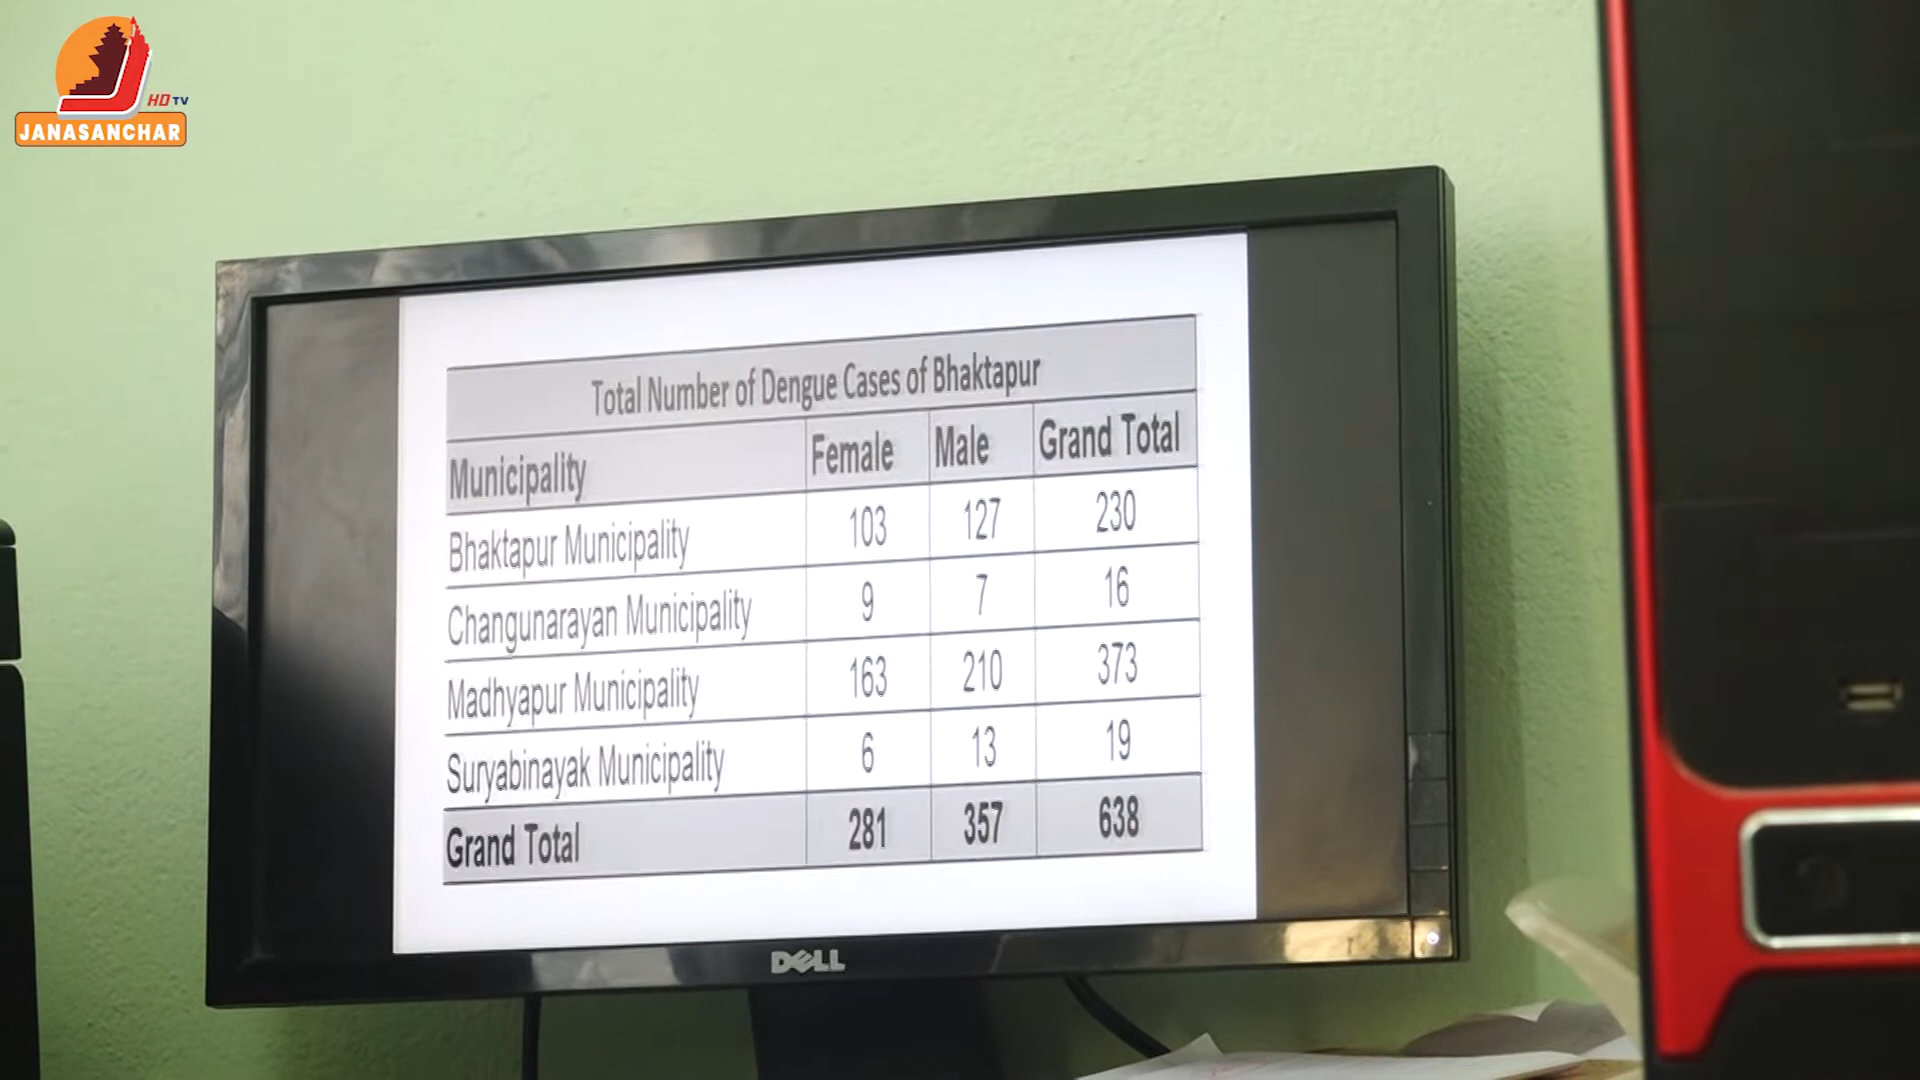 HD TV
JANASANCHAR
Total Number of Dengue Cases of Bhaktapur
Municipality Female Male Grand Total
Bhaktapur Municipality 103 127 230
Changunarayan Municipality 9 7 16
Madhyapur Municipality 163 210 373
Suryabinayak Municipality 6 13 19
Grand Total 281 357 638
DELL